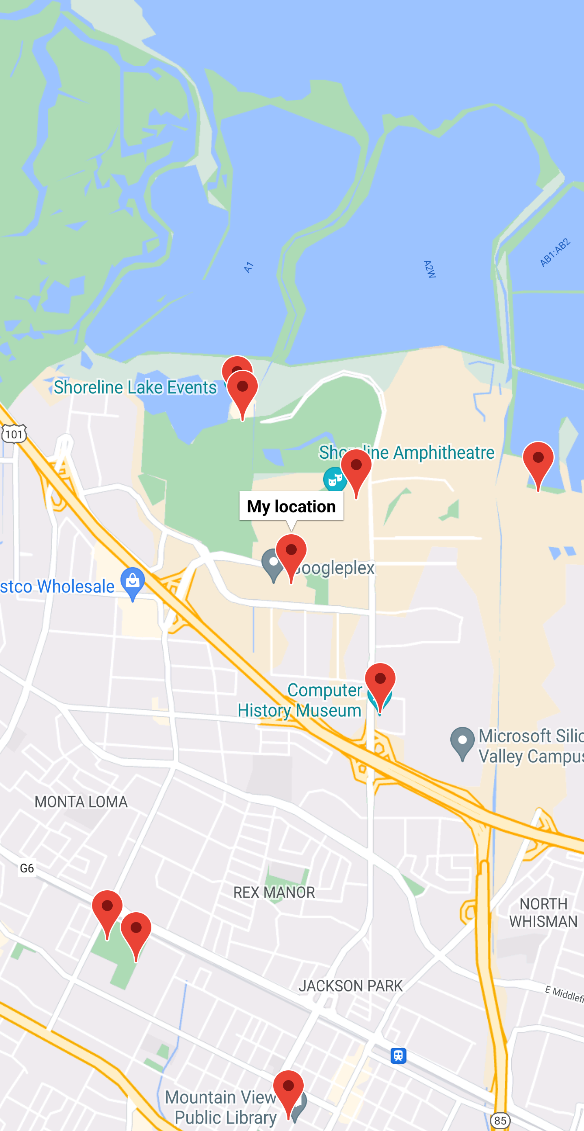 A1
A2W
AB1;AB2
Shoreline Lake Events
101
Shoreline Amphitheatre
My location
Googleplex
stco Wholesale
Computer
History Museum
Microsoft Silic
Valley Campus
MONTA LOMA
G6
REX MANOR
NORTH
WHISMAN
JACKSON PARK
E Middlefi
Mountain View
Public Library
85